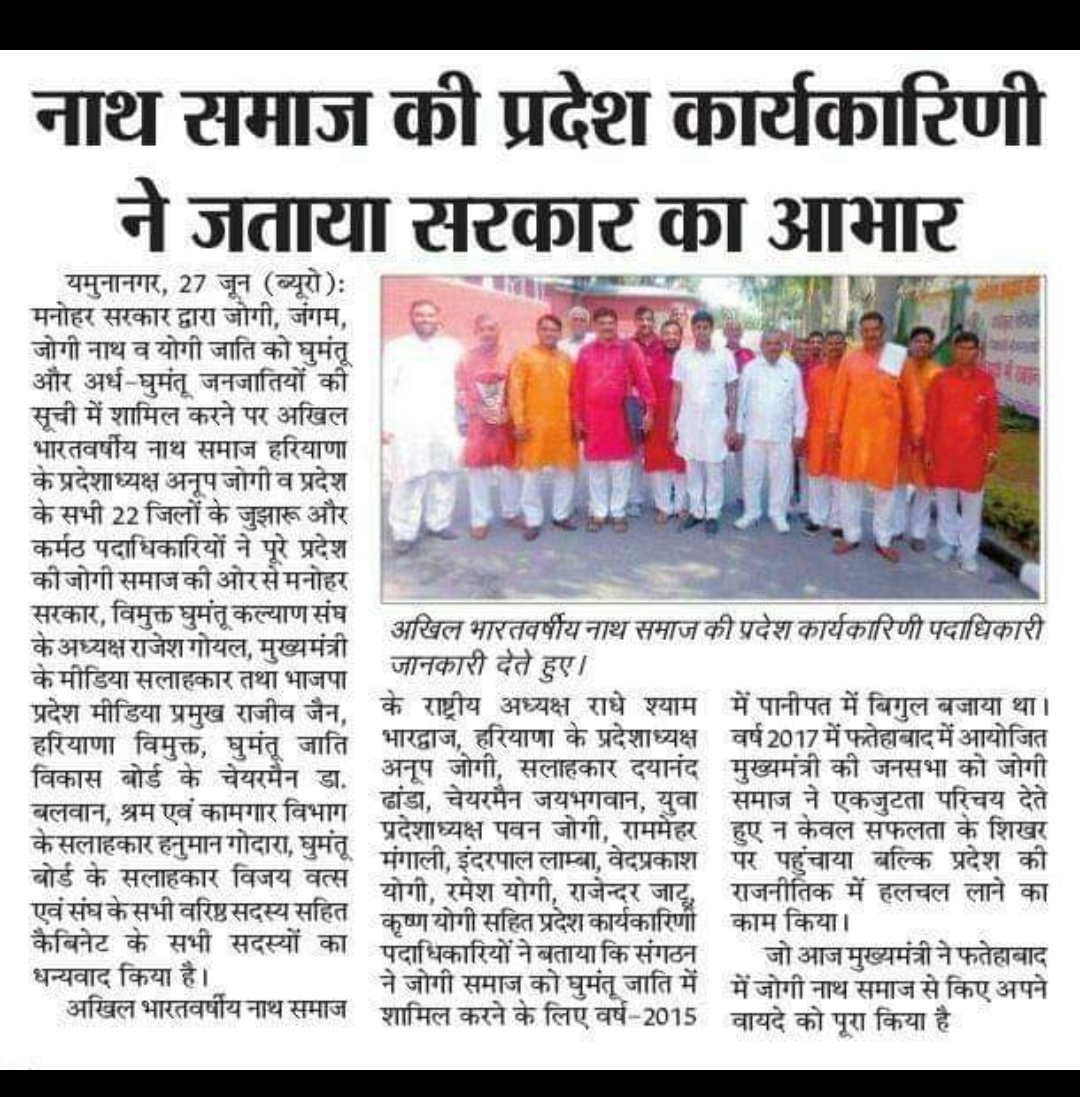 नाथ समाज की प्रदेश कार्यकारिणी
ने जताया सरकार का आभार
यमुनानगर, 27 जून (ब्यूरो):
मनोहर सरकार द्वारा जोगी, जंगम,
जोगी नाथ व योगी जाति को घुमंतू
और अर्ध-घुमंतू जनजातियों की
सूची में शामिल करने पर अखिल
भारतवर्षीय नाथ समाज हरियाणा
के प्रदेशाध्यक्ष अनूप जोगी व प्रदेश
के सभी 22 जिलों के जुझारू और
कर्मठ पदाधिकारियों ने पूरे प्रदेश
की जोगी समाज की ओर से मनोहर
सरकार, विमुक्त घुमंतू कल्याण संघ
के अध्यक्ष राजेश गोयल, मुख्यमंत्री
के मीडिया सलाहकार तथा भाजपा
प्रदेश मीडिया प्रमुख राजीव जैन,
हरियाणा विमुक्त, घुमंतू जाति
विकास बोर्ड के चेयरमैन डा.
बलवान, श्रम एवं कामगार विभाग
के सलाहकार हनुमान गोदारा, घुमंतू
बोर्ड के सलाहकार विजय वत्स
एवं संघ के सभी वरिष्ठ सदस्य सहित
कैबिनेट के सभी सदस्यों का
धन्यवाद किया है।
अखिल भारतवर्षीय नाथ समाज
अखिल भारतवर्षीय नाथ समाज की प्रदेश कार्यकारिणी पदाधिकारी
जानकारी देते हुए।
के राष्ट्रीय अध्यक्ष राधे श्याम
भारद्वाज, हरियाणा के प्रदेशाध्यक्ष
अनूप जोगी, सलाहकार दयानंद
ढांडा, चेयरमैन जयभगवान, युवा
प्रदेशाध्यक्ष पवन जोगी, राममेहर
मंगाली, इंदरपाल लाम्बा, वेदप्रकाश
योगी, रमेश योगी, राजेन्दर जाटू,
कृष्ण योगी सहित प्रदेश कार्यकारिणी
पदाधिकारियों ने बताया कि संगठन
ने जोगी समाज को घुमंतू जाति में
शामिल करने के लिए वर्ष-2015
में पानीपत में बिगुल बजाया था।
वर्ष 2017 में फतेहाबाद में आयोजित
मुख्यमंत्री की जनसभा को जोगी
समाज ने एकजुटता परिचय देते
हुए न केवल सफलता के शिखर
पर पहुंचाया बल्कि प्रदेश की
राजनीतिक में हलचल लाने का
काम किया।
जो आज मुख्यमंत्री ने फतेहाबाद
में जोगी नाथ समाज से किए अपने
वायदे को पूरा किया है